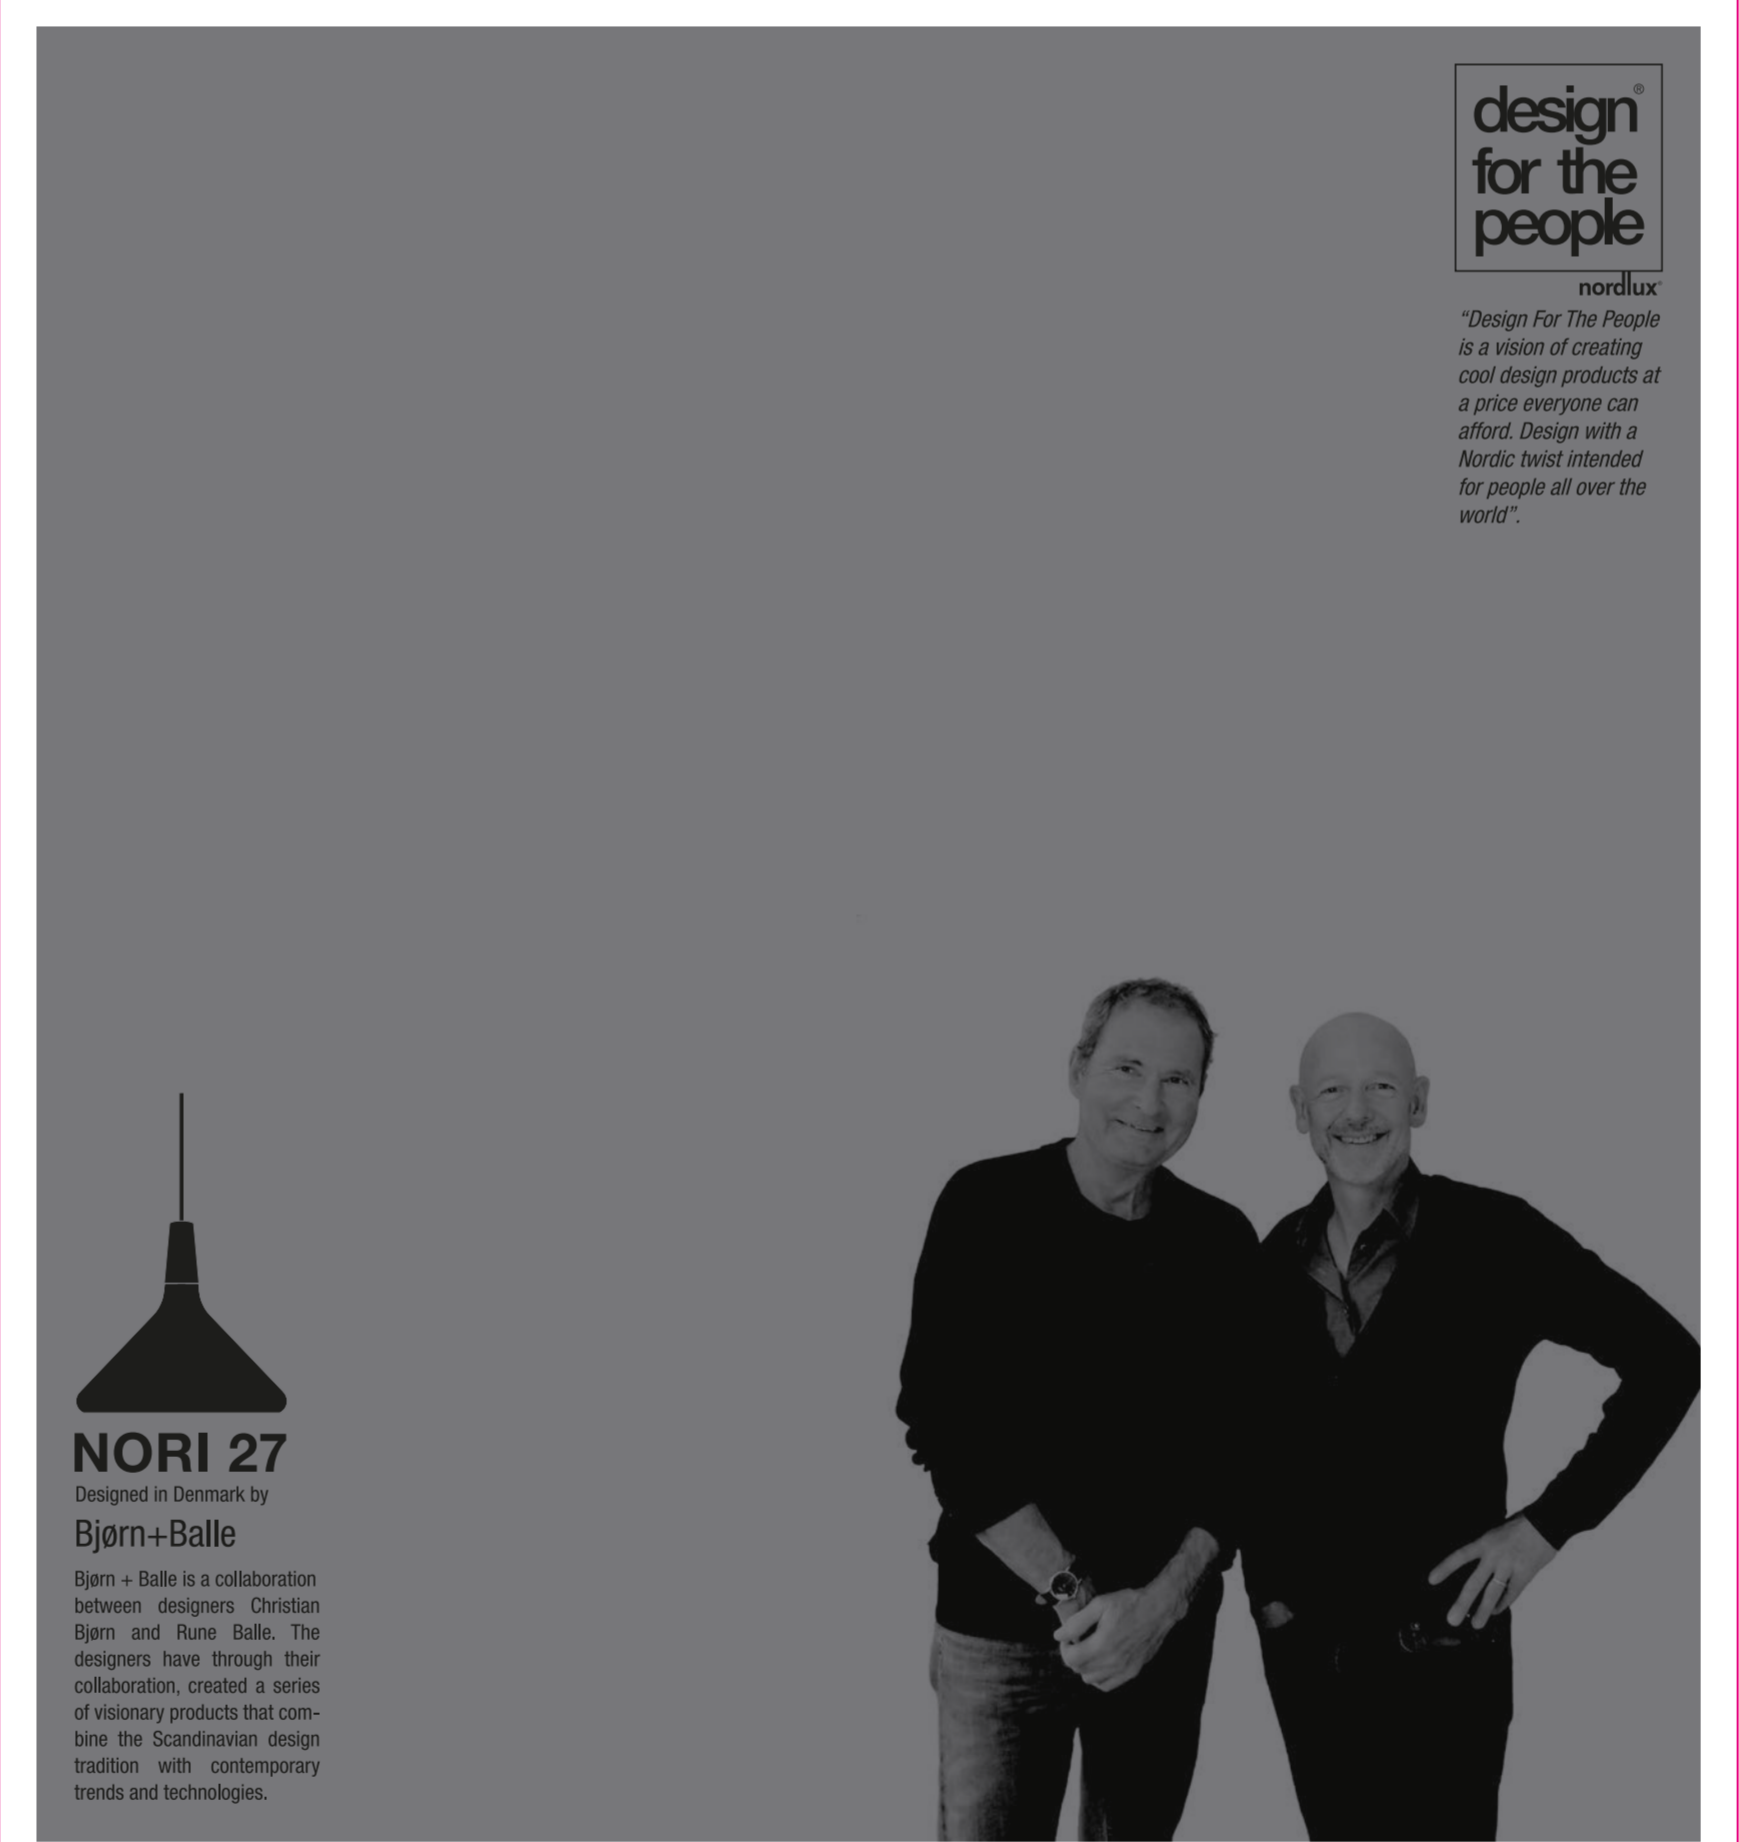 design®
for the
people
nordlux®
“Design For The People
is a vision of creating
cool design products at
a price everyone can
afford. Design with a
Nordic twist intended
for people all over the
world”.
NORI 27
Designed in Denmark by
Bjørn+Balle
Bjørn + Balle is a collaboration
between designers Christian
Bjørn and Rune Balle. The
designers have through their
collaboration, created a series
of visionary products that com-
bine the Scandinavian design
tradition with contemporary
trends and technologies.